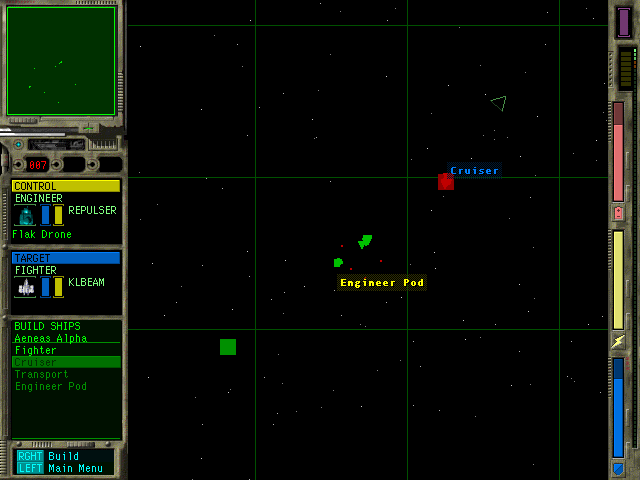 007
CONTROL
ENGINEER
REPULSER
Flak Drone
TARGET
FIGHTER
KLBEAM
BUILD SHIPS
Aeneas Alpha
Fighter
Cruiser
Transport
Engineer Pod
RGHT Build
LEFT Main Menu
Cruiser
Engineer Pod